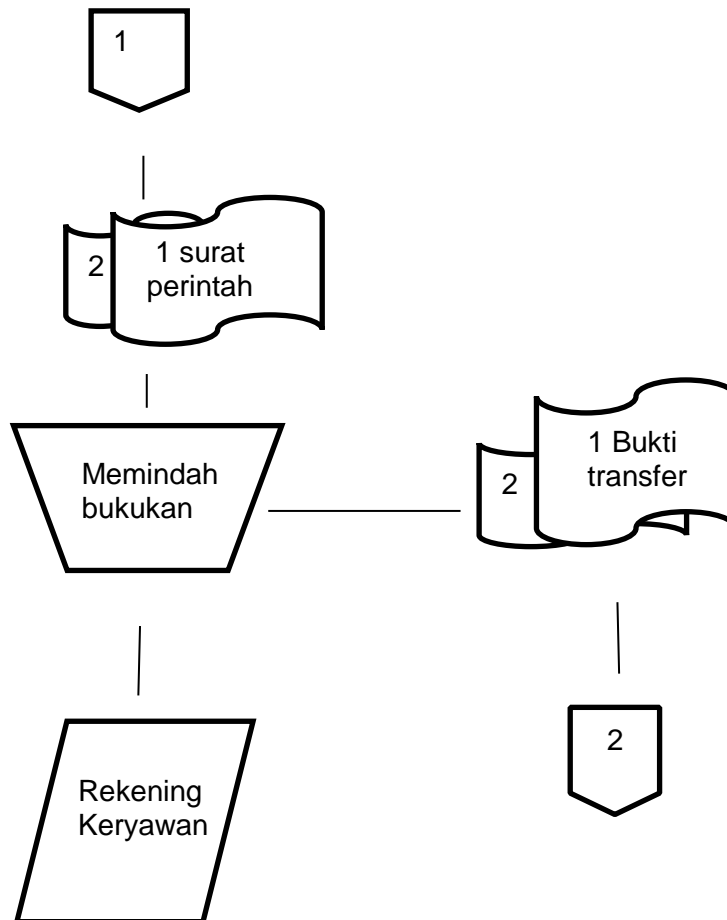 1
2
1 surat
perintah
Memindah
bukukan
2
1 Bukti
transfer
Rekening
Keryawan
2